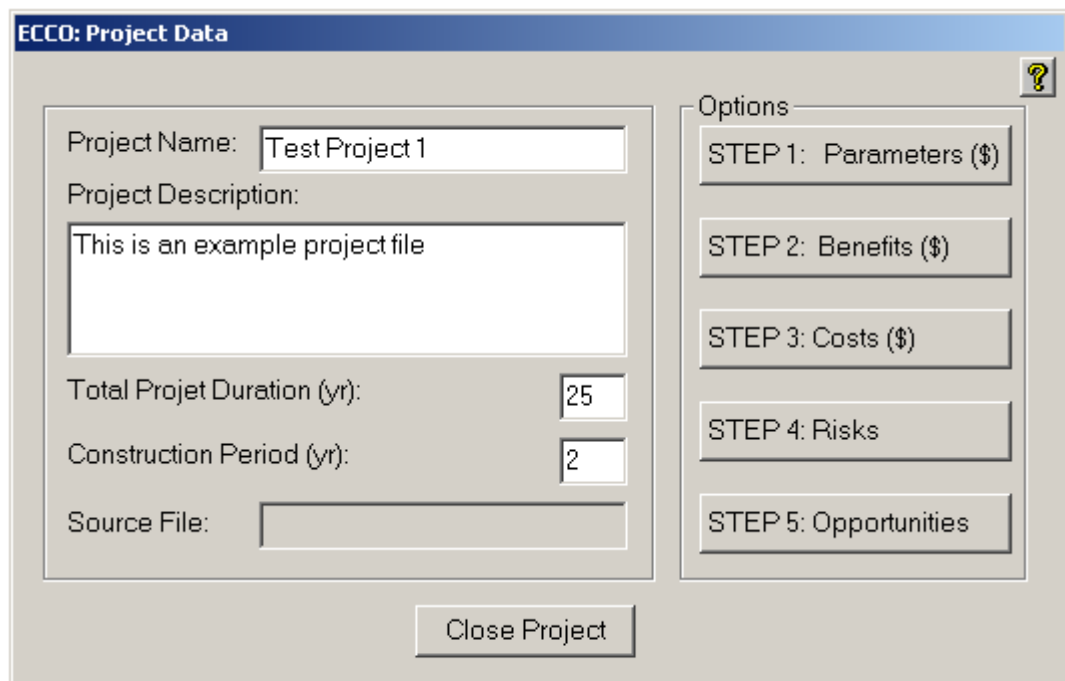 ECCO: Project Data
?
Project Name: Test Project 1
Project Description:
This is an example project file
Total Projet Duration (yr): 25
Construction Period (yr): 2
Source File:
Options
STEP 1: Parameters ($)
STEP 2: Benefits ($)
STEP 3: Costs ($)
STEP 4: Risks
STEP 5: Opportunities
Close Project